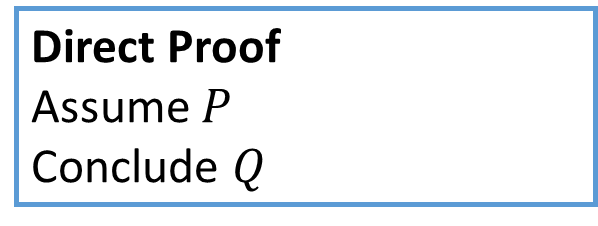 Direct Proof
Assume P
Conclude Q